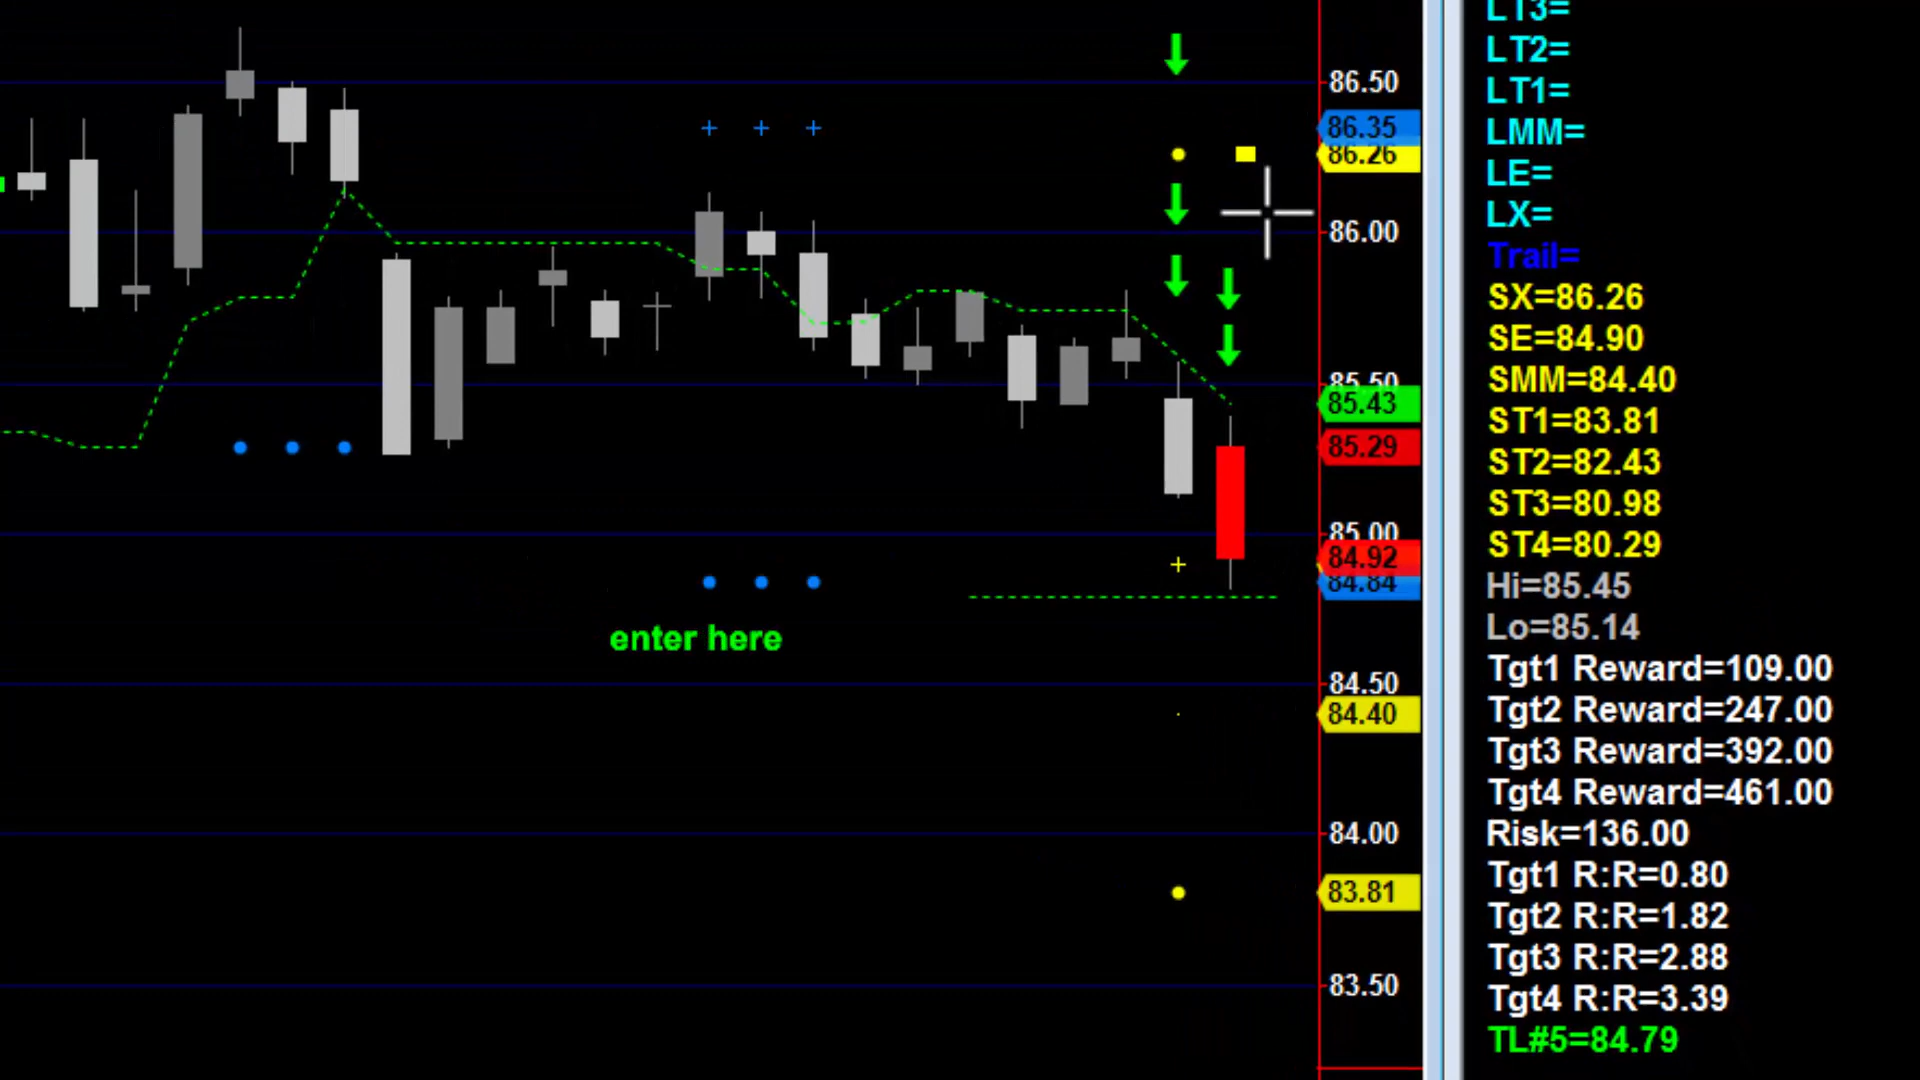 86.50
86.35
86.26
86.00
85.50
85.43
85.29
85.00
84.92
84.84
enter here
84.50
84.40
84.00
83.81
83.50
LT3=
LT2=
LT1=
LMM=
LE=
LX=
Trail=
SX=86.26
SE=84.90
SMM=84.40
ST1=83.81
ST2=82.43
ST3=80.98
ST4=80.29
Hi=85.45
Lo=85.14
Tgt1 Reward=109.00
Tgt2 Reward=247.00
Tgt3 Reward=392.00
Tgt4 Reward=461.00
Risk=136.00
Tgt1 R:R=0.80
Tgt2 R:R=1.82
Tgt3 R:R=2.88
Tgt4 R:R=3.39
TL#5=84.79